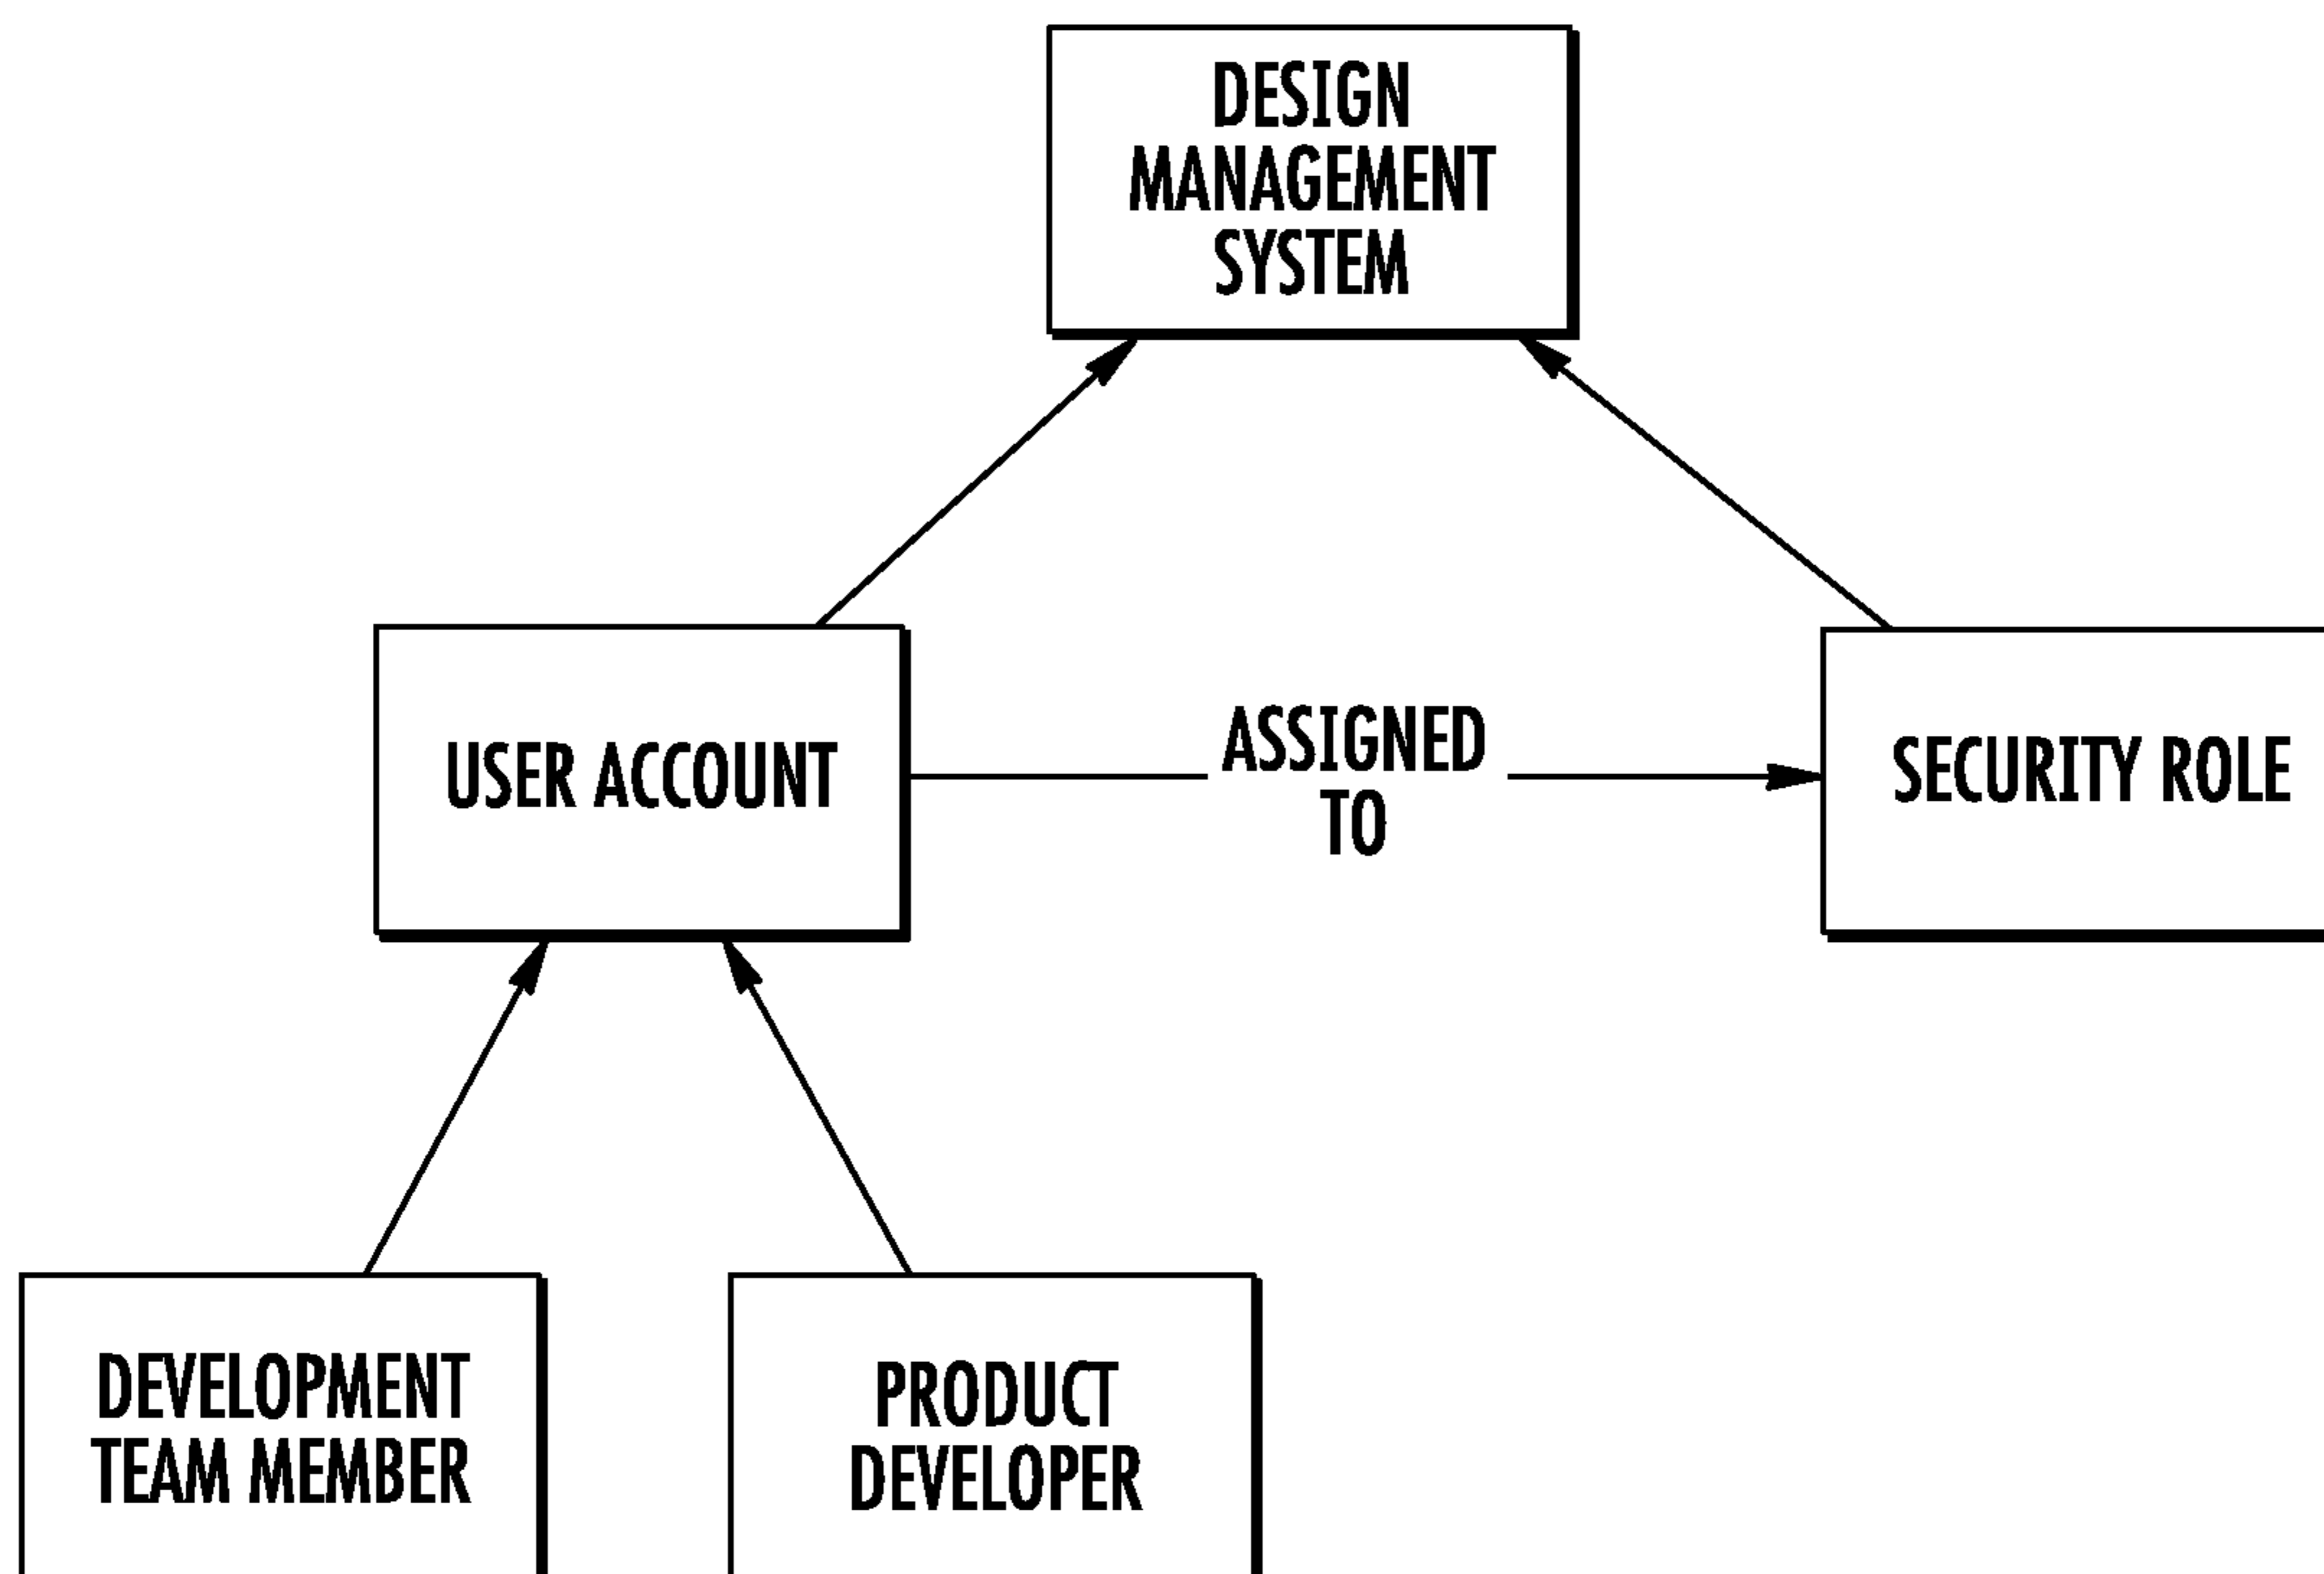 DESIGN
MANAGEMENT
SYSTEM
USER ACCOUNT
ASSIGNED
TO
SECURITY ROLE
DEVELOPMENT
TEAM MEMBER
PRODUCT
DEVELOPER